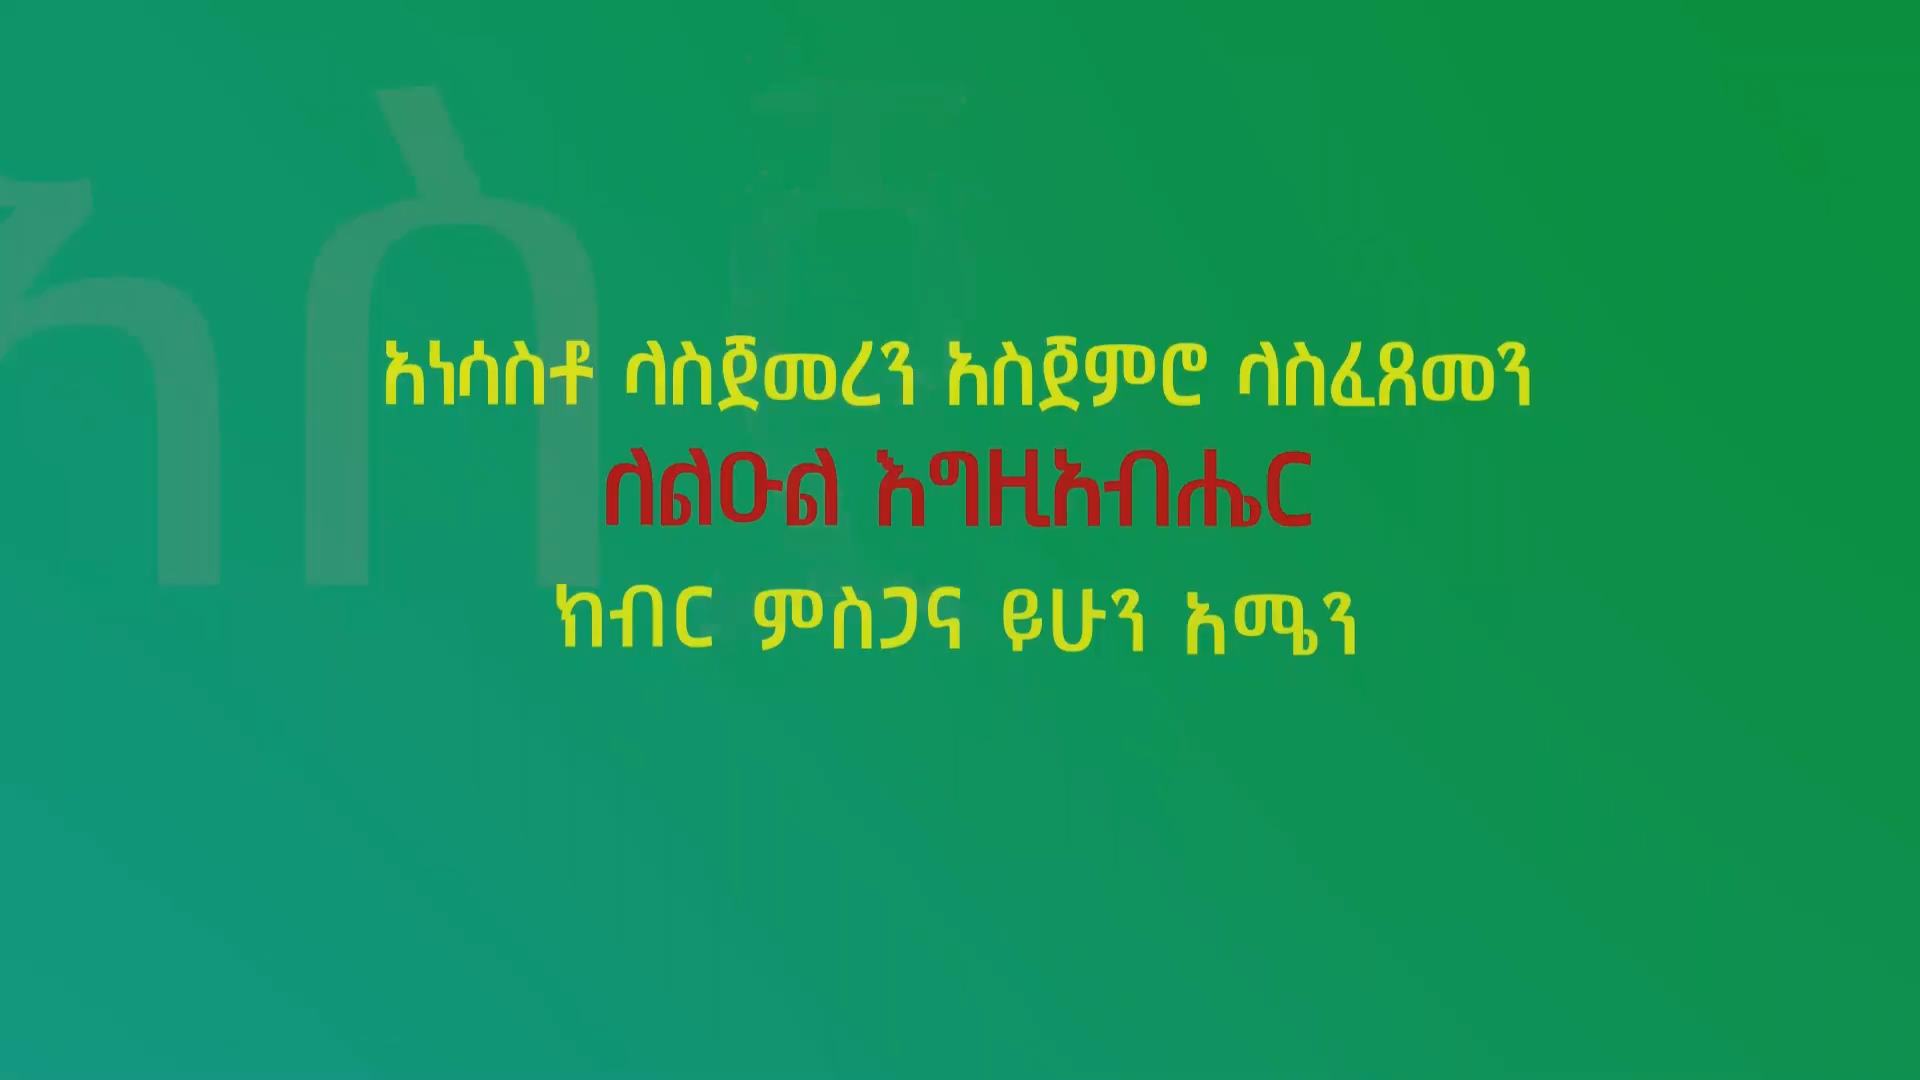 አነሳስቶ ላስጀመረን አስጀምሮ ላስፈጸመን
ለልዑል እግዚአብሔር
ክብር ምስጋና ይሁን አሜን